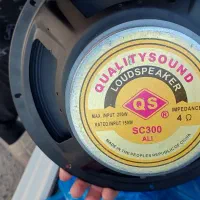 QUALITYSOUND
LOUDSPEAKER
QS
®
MAX. INPUT 300W
RATED INPUT 150W
IMPEDANCE
4 Ω
SC300
ALI
MADE IN THE PEOPLES REPUBLIC OF CHINA